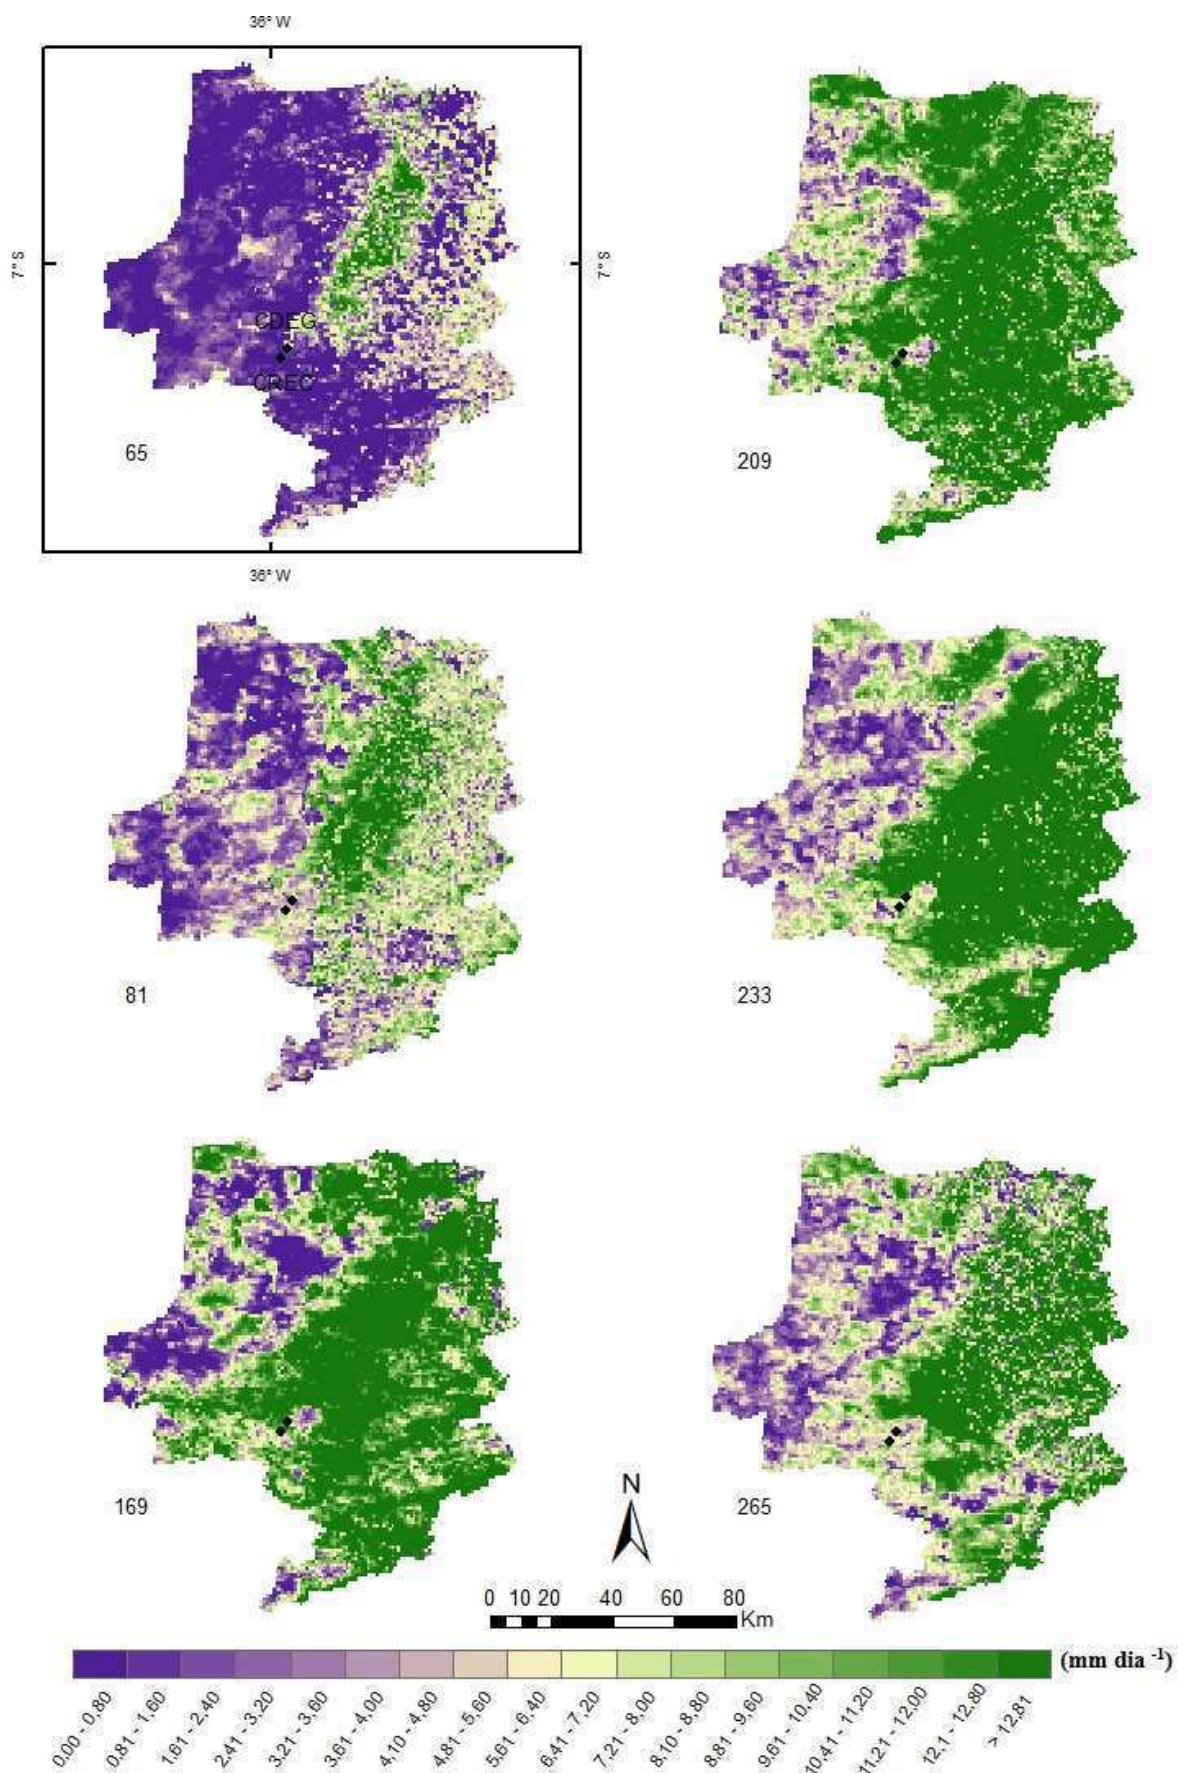 36° W
7° S
7° S
CDEG
CREC
65
209
36° W
81
233
169
265
N
0 10 20 40 60 80
Km
(mm dia -1)
0,00 - 0,80
0,81 - 1,60
1,61 - 2,40
2,41 - 3,20
3,21 - 3,60
3,61 - 4,00
4,10 - 4,80
4,81 - 5,60
5,61 - 6,40
6,41 - 7,20
7,21 - 8,00
8,10 - 8,80
8,81 - 9,60
9,61 - 10,40
10,41 - 11,20
11,21 - 12,00
12,1 - 12,80
> 12,81